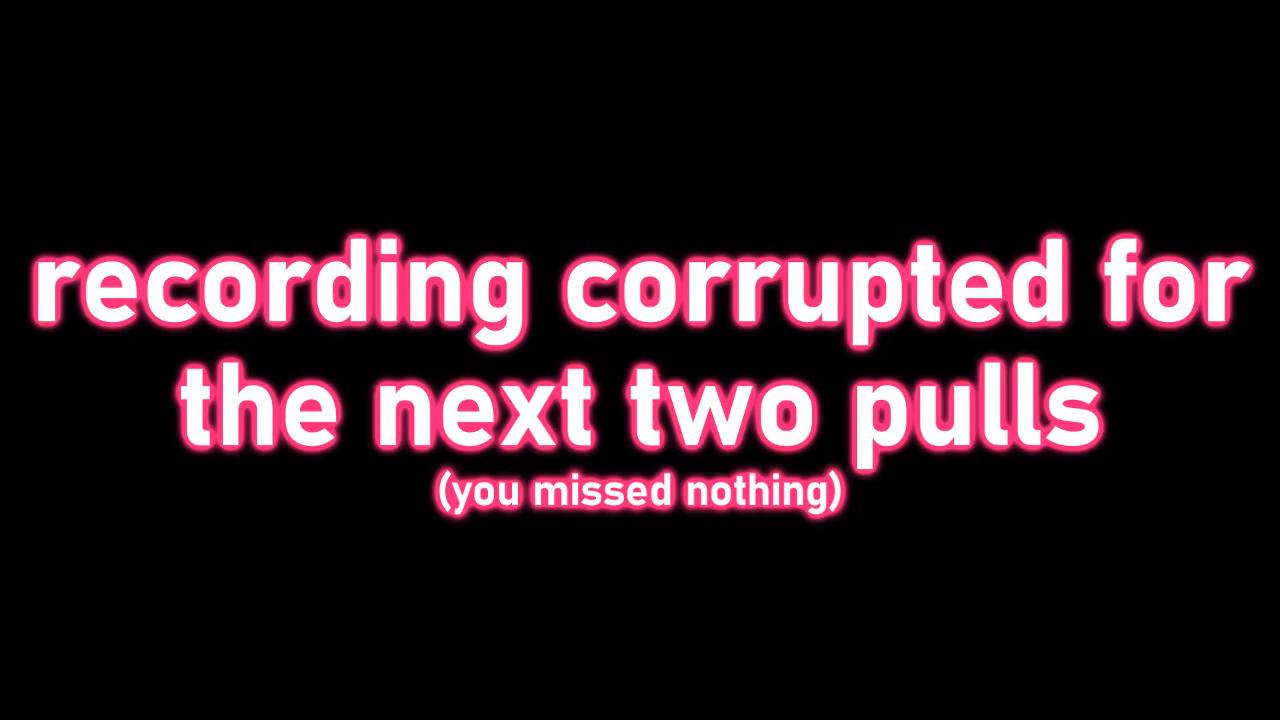 recording corrupted for
the next two pulls
(you missed nothing)